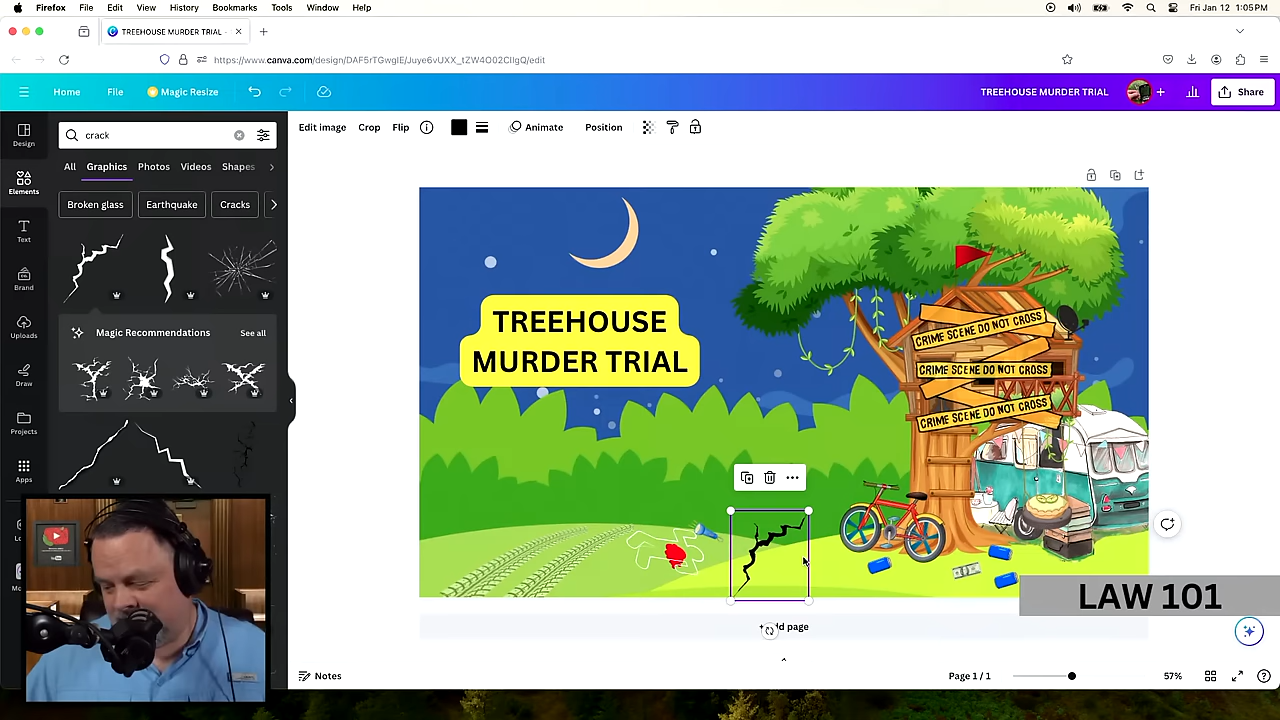 Firefox File Edit View History Bookmarks Tools Window Help Fri Jan 12 1:05PM
TREEHOUSE MURDER TRIAL -
https://www.canva.com/design/DAF5rTGwgIE/Juye6vUXX_tZW4O02CIIgQ/edit
Home File Magic Resize TREEHOUSE MURDER TRIAL Share
Design
Elements
Text
Brand
Uploads
Draw
Projects
Apps
crack
All Graphics Photos Videos Shapes
Broken glass Earthquake Cracks
Magic Recommendations See all
Edit image Crop Flip Animate Position
TREEHOUSE
MURDER TRIAL
CRIME SCENE DO NOT CROSS
CRIME SCENE DO NOT CROSS
CRIME SCENE DO NOT CROSS
LAW 101
page
Notes Page 1 / 1 57%